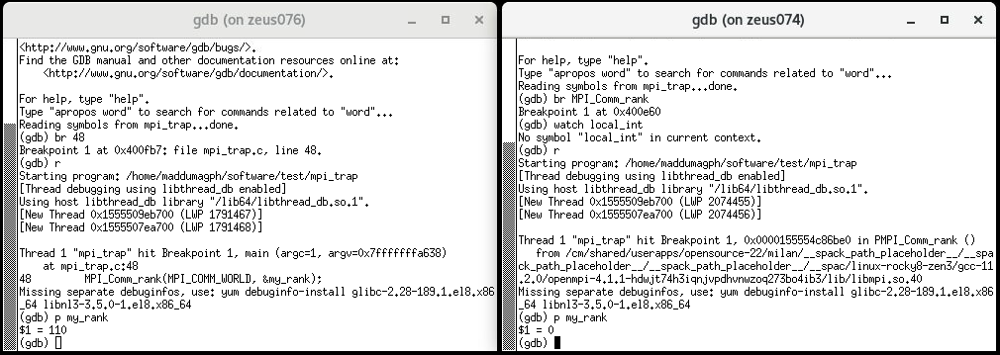 gdb (on zeus076)
<http://www.gnu.org/software/gdb/bugs/>.
Find the GDB manual and other documentation resources online at:
    <http://www.gnu.org/software/gdb/documentation/>.
For help, type "help".
Type "apropos word" to search for commands related to "word"...
Reading symbols from mpi_trap...done.
(gdb) br 48
Breakpoint 1 at 0x400fb7: file mpi_trap.c, line 48.
(gdb) r
Starting program: /home/maddumagph/software/test/mpi_trap
[Thread debugging using libthread_db enabled]
Using host libthread_db library "/lib64/libthread_db.so.1".
[New Thread 0x1555509eb700 (LWP 1791467)]
[New Thread 0x1555507ea700 (LWP 1791468)]
Thread 1 "mpi_trap" hit Breakpoint 1, main (argc=1, argv=0x7fffffffa638)
    at mpi_trap.c:48
48        MPI_Comm_rank(MPI_COMM_WORLD, &my_rank);
Missing separate debuginfos, use: yum debuginfo-install glibc-2.28-189.1.el8.x86
_64 libnl3-3.5.0-1.el8.x86_64
(gdb) p my_rank
$1 = 110
(gdb)
gdb (on zeus074)
For help, type "help".
Type "apropos word" to search for commands related to "word"...
Reading symbols from mpi_trap...done.
(gdb) br MPI_Comm_rank
Breakpoint 1 at 0x400e60
(gdb) watch local_int
No symbol "local_int" in current context.
(gdb) r
Starting program: /home/maddumagph/software/test/mpi_trap
[Thread debugging using libthread_db enabled]
Using host libthread_db library "/lib64/libthread_db.so.1".
[New Thread 0x1555509eb700 (LWP 2074455)]
[New Thread 0x1555507ea700 (LWP 2074456)]
Thread 1 "mpi_trap" hit Breakpoint 1, 0x0000155554c86be0 in PMPI_Comm_rank ()
   from /cm/shared/userapps/opensource-22/milan/__spack_path_placeholder__/__spa
ck_path_placeholder__/__spack_path_placeholder__/__spac/linux-rocky8-zen3/gcc-11
.2.0/openmpi-4.1.1-hdwjt74h3iqnjvpdhvnwzoq273bo4ib3/lib/libmpi.so.40
Missing separate debuginfos, use: yum debuginfo-install glibc-2.28-189.1.el8.x86
_64 libnl3-3.5.0-1.el8.x86_64
(gdb) p my_rank
$1 = 0
(gdb)